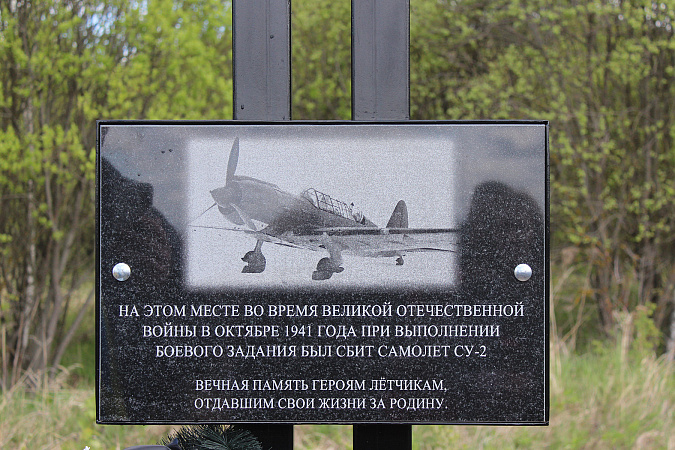 НА ЭТОМ МЕСТЕ ВО ВРЕМЯ ВЕЛИКОЙ ОТЕЧЕСТВЕННОЙ
ВОЙНЫ В ОКТЯБРЕ 1941 ГОДА ПРИ ВЫПОЛНЕНИИ
БОЕВОГО ЗАДАНИЯ БЫЛ СБИТ САМОЛЕТ СУ-2
ВЕЧНАЯ ПАМЯТЬ ГЕРОЯМ ЛЁТЧИКАМ,
ОТДАВШИМ СВОИ ЖИЗНИ ЗА РОДИНУ.